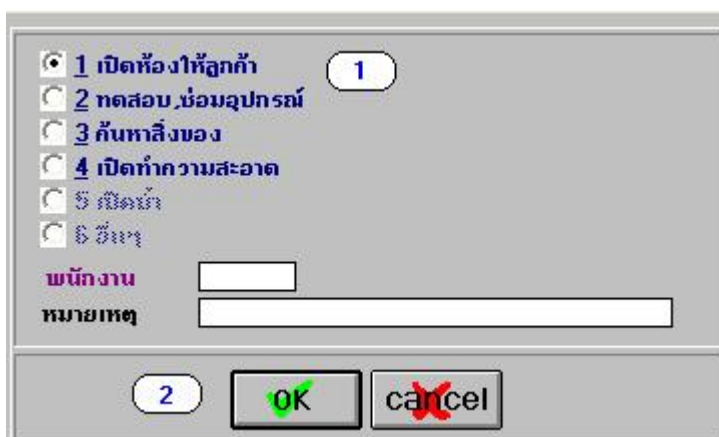 1 เปิดห้องให้ลูกค้า 1
2 ทดสอบ,ซ่อมอุปกรณ์
3 ค้นหาสิ่งของ
4 เปิดทำความสะอาด
5 เปิดน้ำ
6 อื่นๆ
พนักงาน
หมายเหตุ
2 OK cancel